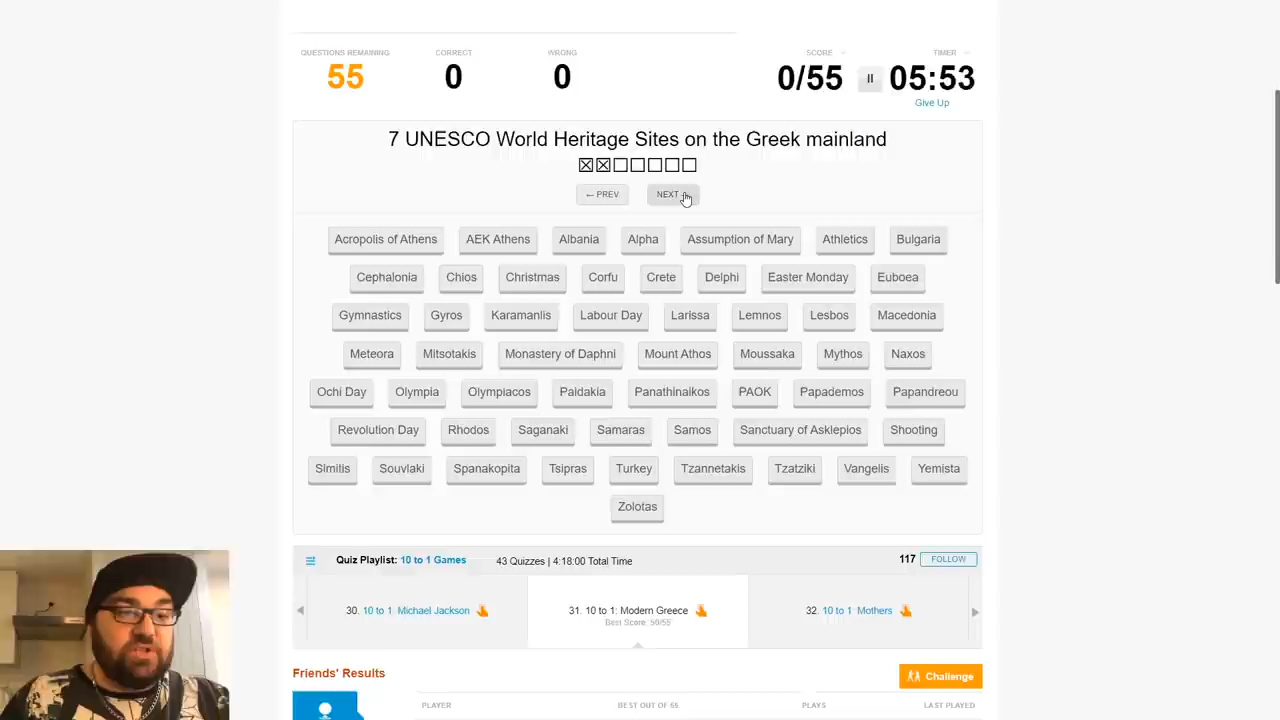 QUESTIONS REMAINING
55
CORRECT
0
WRONG
0
SCORE
0/55
TIMER
05:53
Give Up
7 UNESCO World Heritage Sites on the Greek mainland
☒☒☐☐☐☐☐
← PREV
NEXT
Acropolis of Athens AEK Athens Albania Alpha Assumption of Mary Athletics Bulgaria
Cephalonia Chios Christmas Corfu Crete Delphi Easter Monday Euboea
Gymnastics Gyros Karamanlis Labour Day Larissa Lemnos Lesbos Macedonia
Meteora Mitsotakis Monastery of Daphni Mount Athos Moussaka Mythos Naxos
Ochi Day Olympia Olympiacos Paidakia Panathinaikos PAOK Papademos Papandreou
Revolution Day Rhodos Saganaki Samaras Samos Sanctuary of Asklepios Shooting
Simitis Souvlaki Spanakopita Tsipras Turkey Tzannetakis Tzatziki Vangelis Yemista
Zolotas
Quiz Playlist: 10 to 1 Games 43 Quizzes | 4:18:00 Total Time 117 FOLLOW
30. 10 to 1: Michael Jackson
31. 10 to 1: Modern Greece
Best Score: 50/55
32. 10 to 1: Mothers
Friends' Results
Challenge
PLAYER BEST OUT OF 55 PLAYS LAST PLAYED